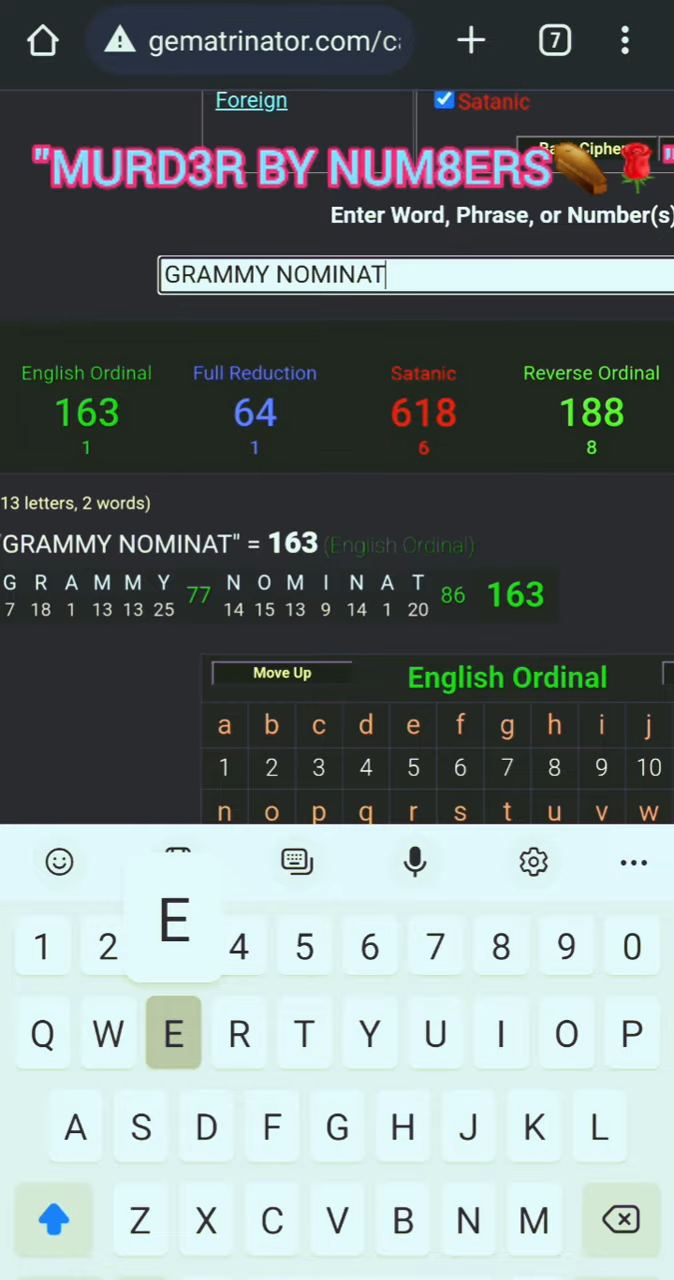 gematrinator.com/ca
7
Foreign
Satanic
"MURD3R BY NUM8ERS⚰️🌹"
Enter Word, Phrase, or Number(s)
GRAMMY NOMINAT
English Ordinal Full Reduction Satanic Reverse Ordinal
163 64 618 188
1 1 6 8
13 letters, 2 words)
"GRAMMY NOMINAT" = 163 (English Ordinal)
G R A M M Y 77 N O M I N A T 86 163
7 18 1 13 13 25 14 15 13 9 14 1 20
Move Up English Ordinal
a b c d e f g h i j
1 2 3 4 5 6 7 8 9 10
n o p q r s t u v w
E
1 2 4 5 6 7 8 9 0
Q W E R T Y U I O P
A S D F G H J K L
Z X C V B N M